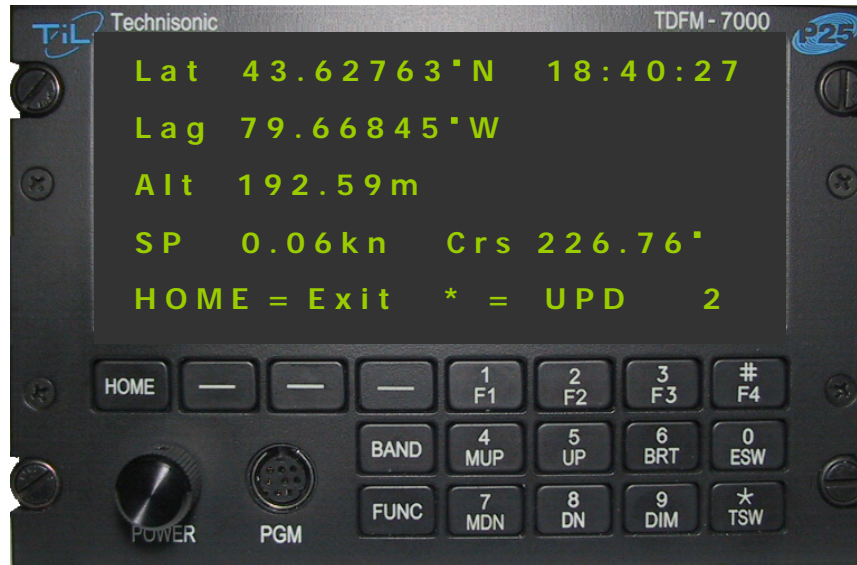 TiL Technisonic TDFM - 7000 P25
Lat 43.62763°N 18:40:27
Lag 79.66845°W
Alt 192.59m
SP 0.06kn Crs 226.76°
HOME = Exit * = UPD 2
HOME — — — 1 2 3 #
F1 F2 F3 F4
BAND 4 5 6 0
MUP UP BRT ESW
FUNC 7 8 9 *
MDN DN DIM TSW
POWER PGM